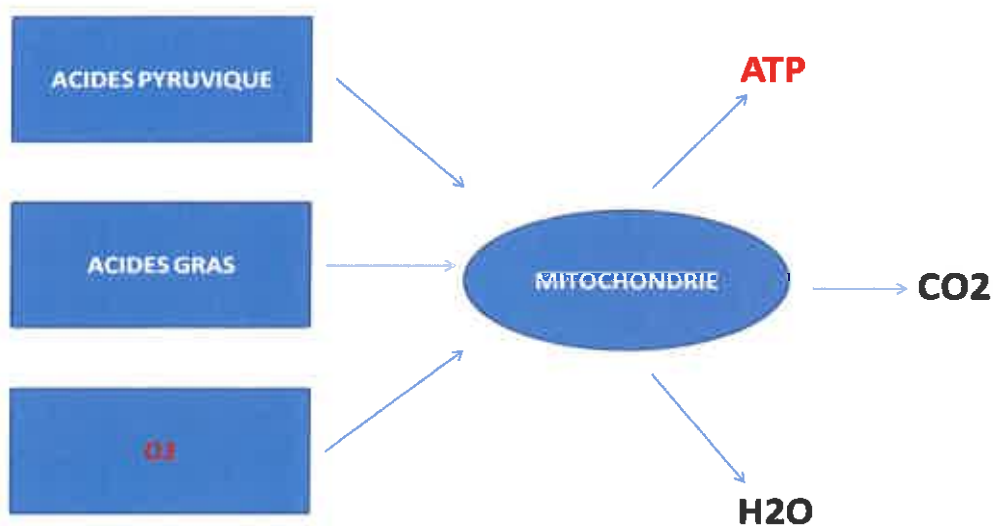 ACIDES PYRUVIQUE
ATP
ACIDES GRAS
MITOCHONDRIE
CO2
H2O